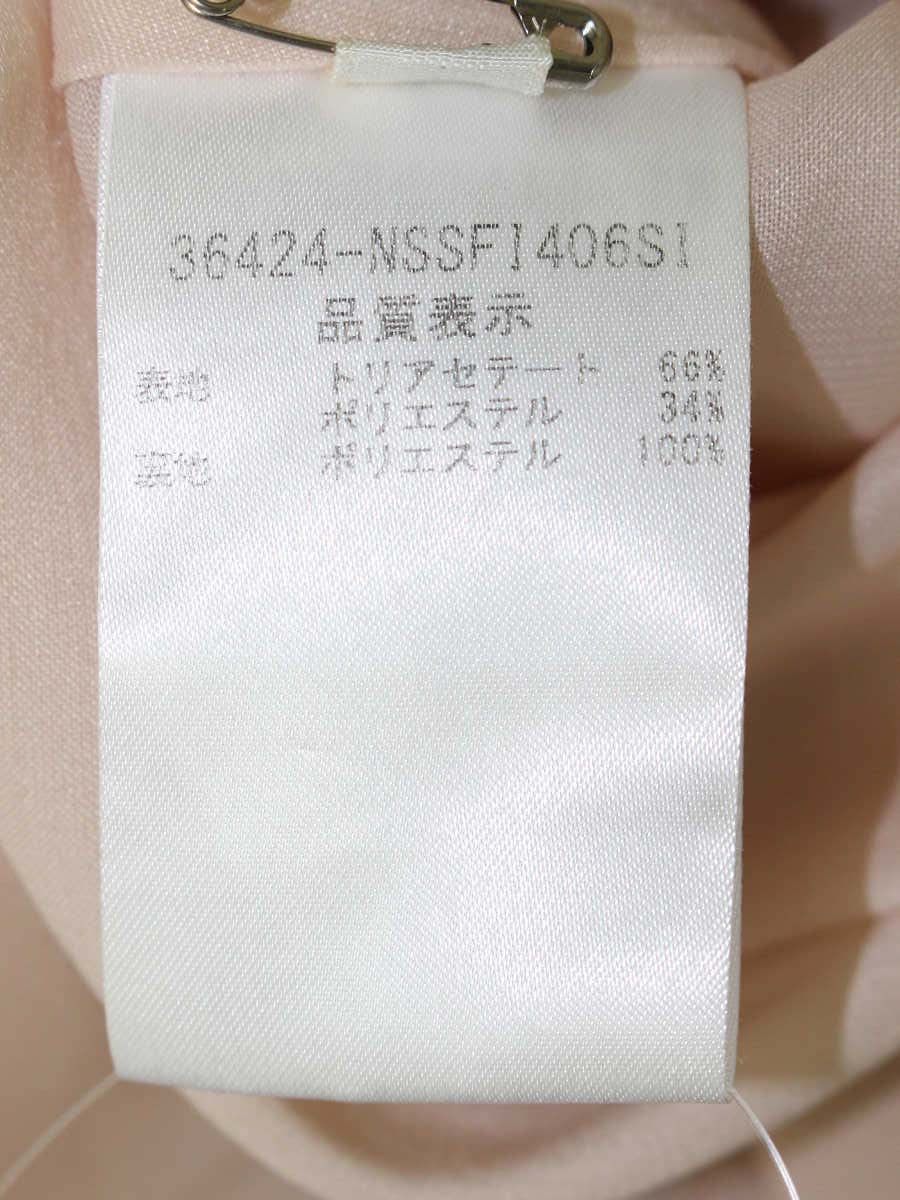 36424-NSSFI406SI
品質表示
表地 トリアセテート 66%
ポリエステル 34%
裏地 ポリエステル 100%